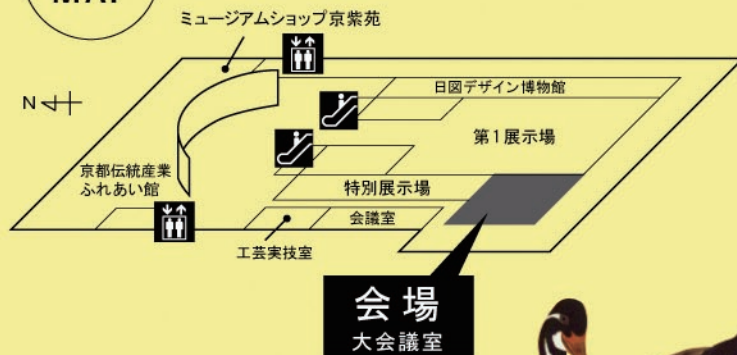 MAP
ミュージアムショップ京紫苑
N
日図デザイン博物館
第1展示場
京都伝統産業
ふれあい館
特別展示場
会議室
工芸実技室
会場
大会議室